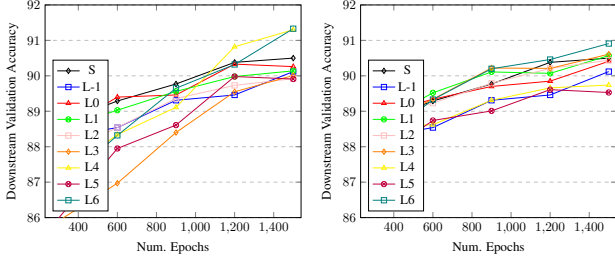 Downstream Validation Accuracy
92
91
90
89
88
87
86
S
L-1
L0
L1
L2
L3
L4
L5
L6
400 600 800 1,000 1,200 1,400
Num. Epochs
Downstream Validation Accuracy
92
91
90
89
88
87
86
S
L-1
L0
L1
L2
L3
L4
L5
L6
400 600 800 1,000 1,200 1,400
Num. Epochs